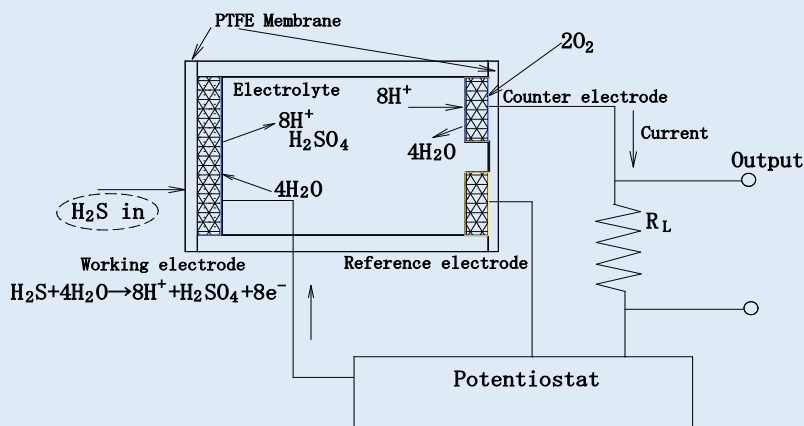 PTFE Membrane
2O₂
Electrolyte
8H⁺
Counter electrode
8H⁺
H₂SO₄
Current
4H₂O
Output
4H₂O
H₂S in
R_L
Working electrode
Reference electrode
H₂S+4H₂O→8H⁺+H₂SO₄+8e⁻
Potentiostat